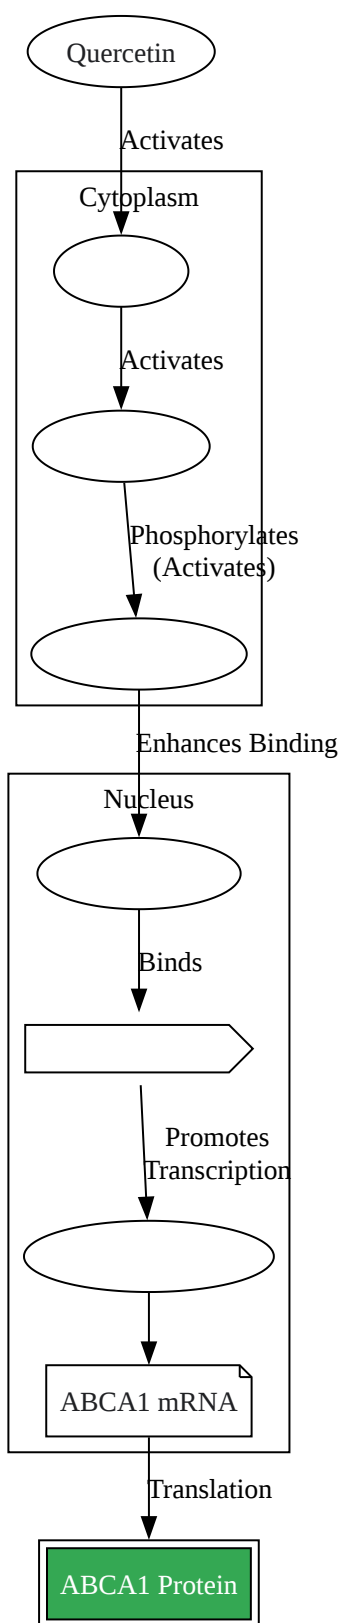 Quercetin
Activates
Cytoplasm
Activates
Phosphorylates
(Activates)
Enhances Binding
Nucleus
Binds
Promotes
Transcription
ABCA1 mRNA
Translation
ABCA1 Protein